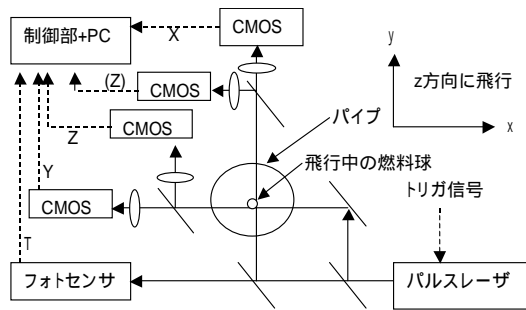 制御部+PC
X
CMOS
y
(Z)
CMOS
z方向に飛行
パイプ
x
Z
CMOS
飛行中の燃料球
Y
トリガ信号
CMOS
T
フォトセンサ
パルスレーザ